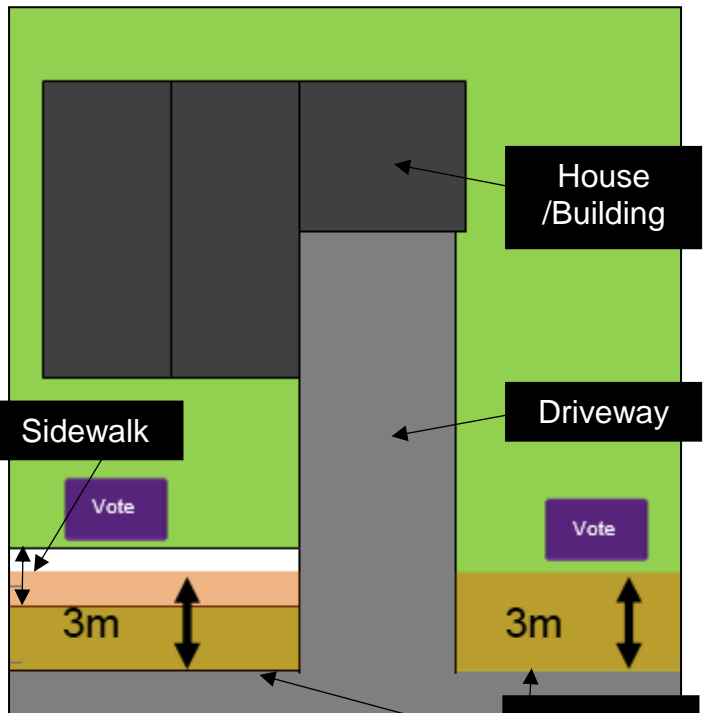 House
/Building
Driveway
Sidewalk
Vote
Vote
3m
3m